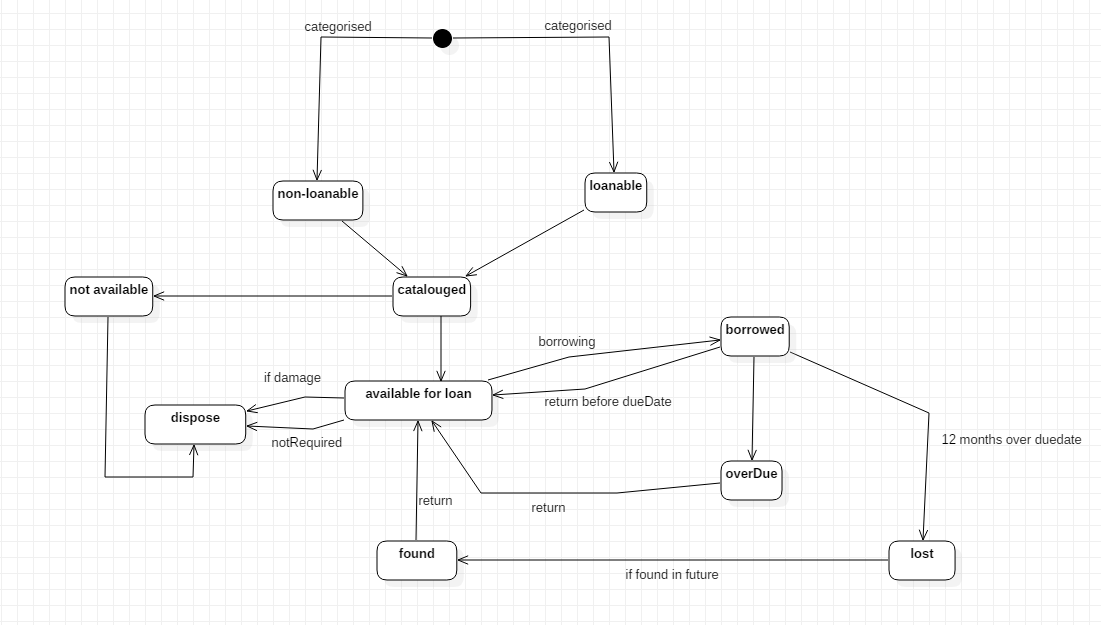 categorised
categorised
non-loanable
loanable
not available
catalouged
borrowed
borrowing
if damage
available for loan
return before dueDate
dispose
notRequired
12 months over duedate
overDue
return
return
found
lost
if found in future